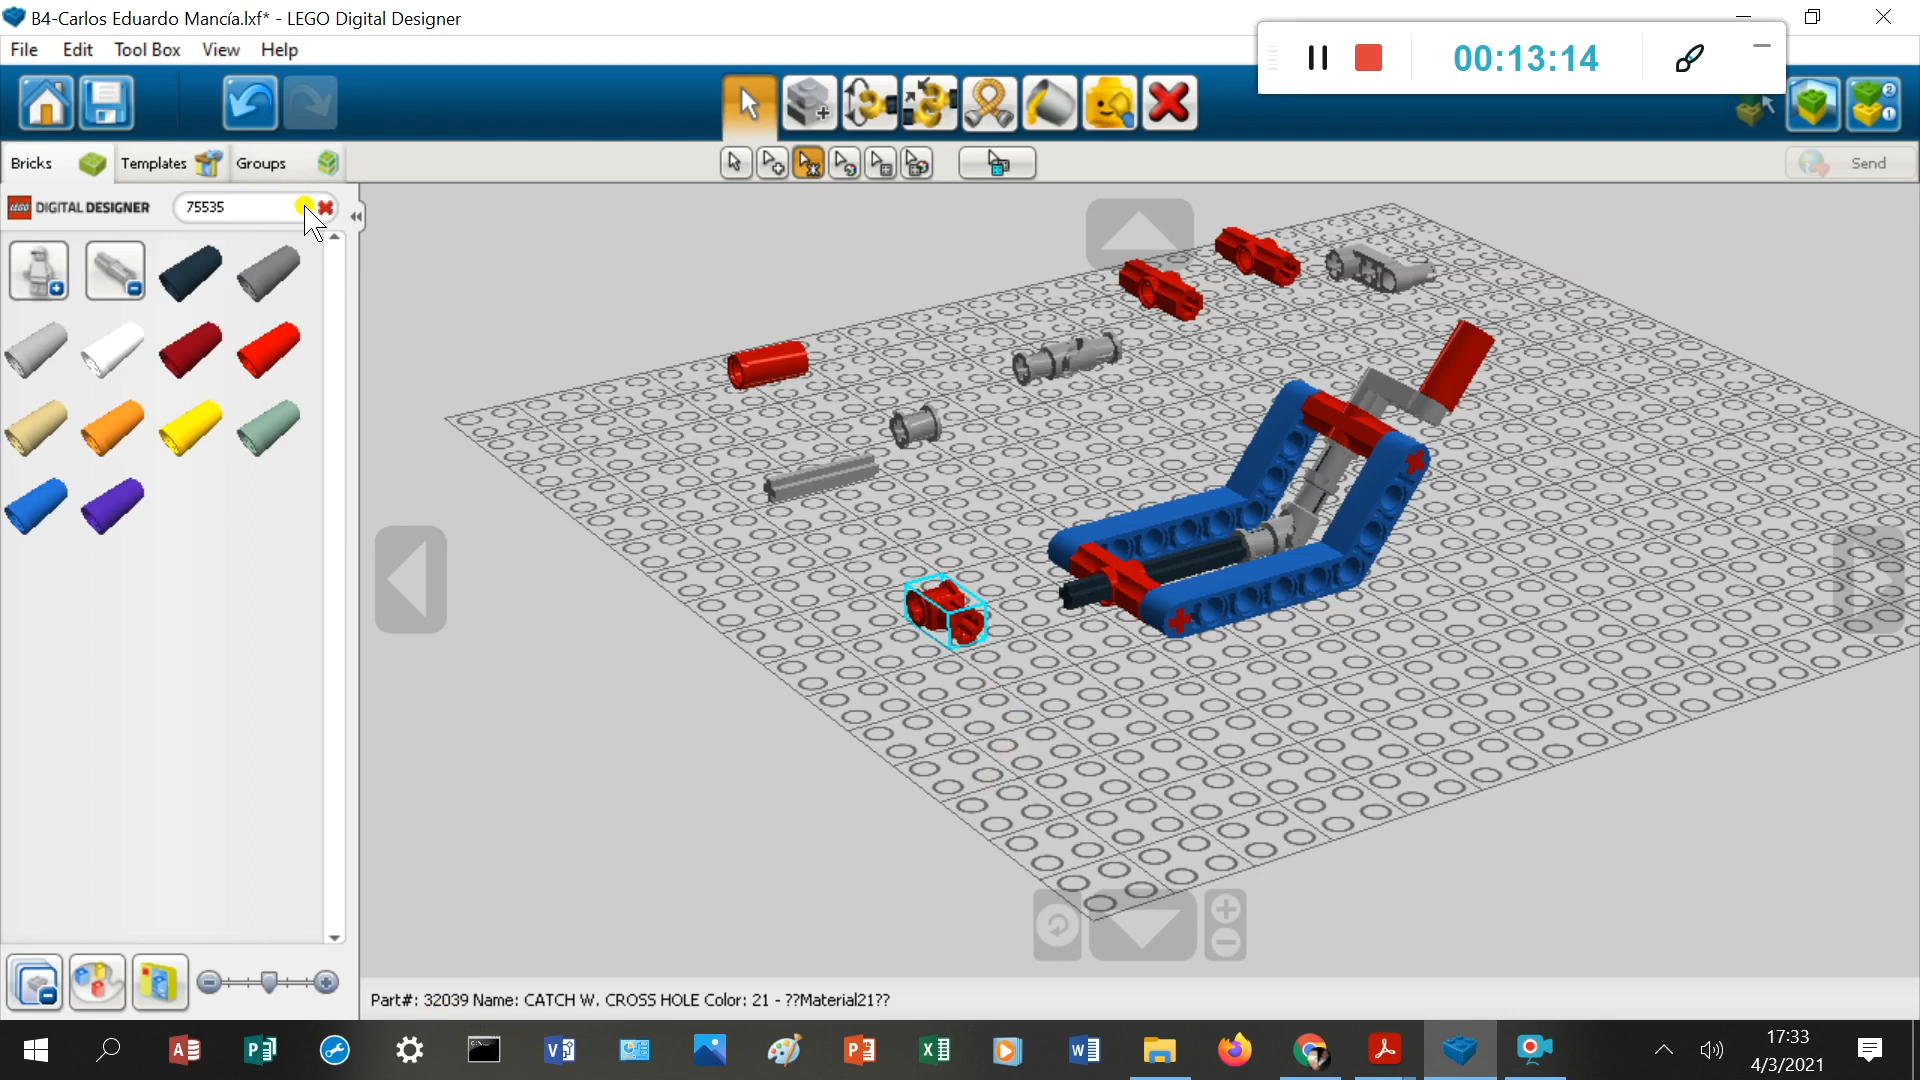 B4-Carlos Eduardo Mancía.lxf* - LEGO Digital Designer
File Edit Tool Box View Help
00:13:14
Bricks Templates Groups
Send
LEGO DIGITAL DESIGNER 75535
Part#: 32039 Name: CATCH W. CROSS HOLE Color: 21 - ??Material21??
17:33
4/3/2021